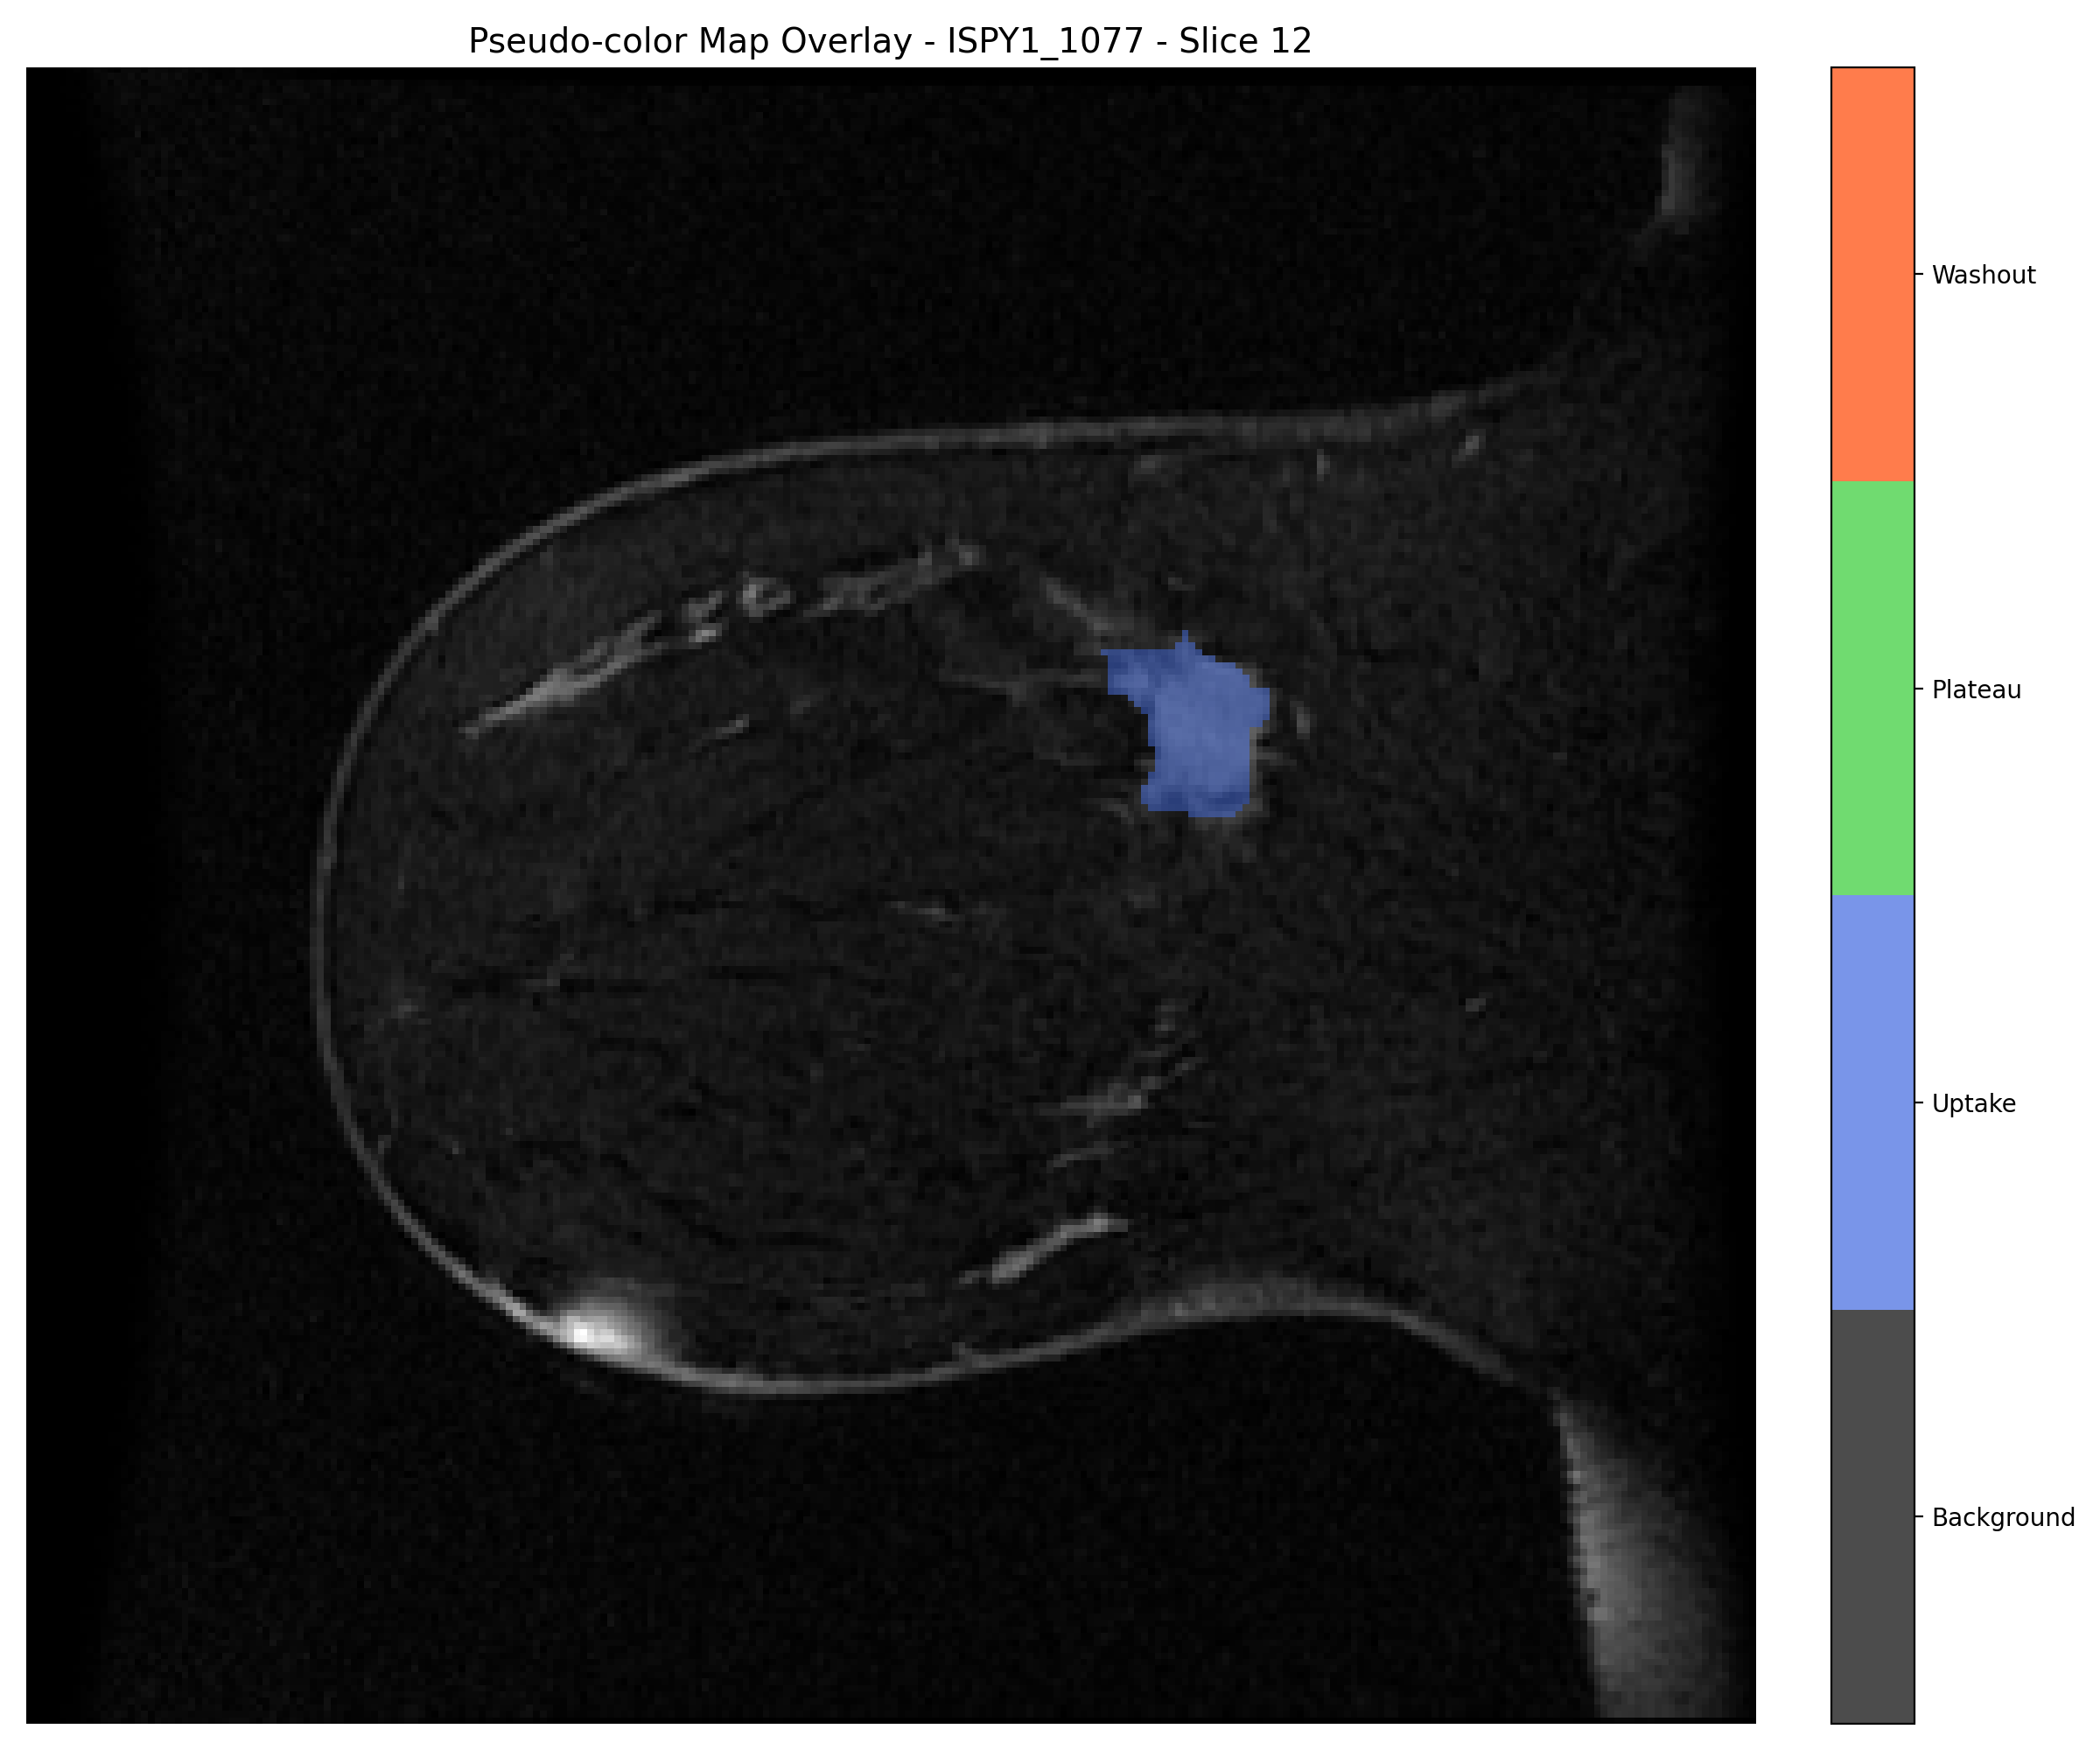 Pseudo-color Map Overlay - ISPY1_1077 - Slice 12
Washout
Plateau
Uptake
Background